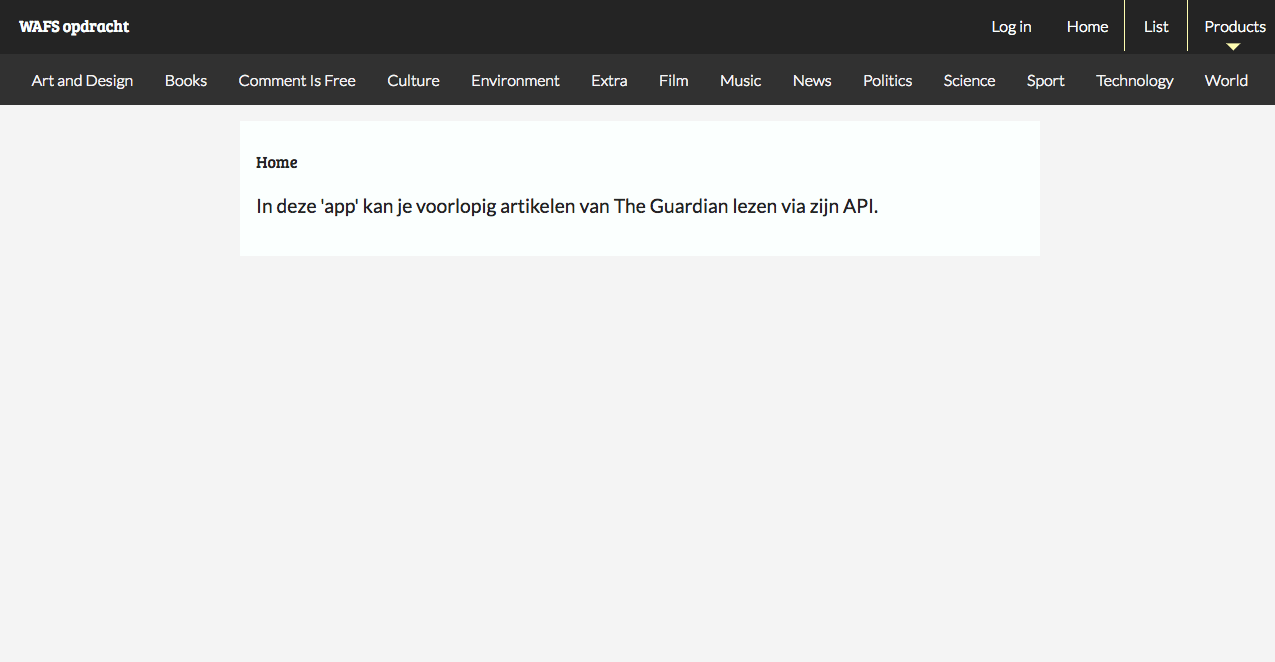 WAFS opdracht Log in Home List Products
Art and Design Books Comment Is Free Culture Environment Extra Film Music News Politics Science Sport Technology World
Home
In deze 'app' kan je voorlopig artikelen van The Guardian lezen via zijn API.